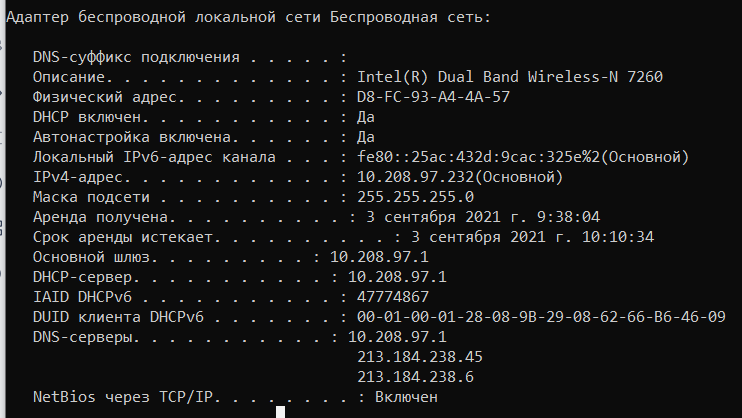 Адаптер беспроводной локальной сети Беспроводная сеть:
DNS-суффикс подключения . . . . . :
Описание. . . . . . . . . . . . . : Intel(R) Dual Band Wireless-N 7260
Физический адрес. . . . . . . . . : D8-FC-93-A4-4A-57
DHCP включен. . . . . . . . . . . : Да
Автонастройка включена. . . . . . : Да
Локальный IPv6-адрес канала . . . : fe80::25ac:432d:9cac:325e%2(Основной)
IPv4-адрес. . . . . . . . . . . . : 10.208.97.232(Основной)
Маска подсети . . . . . . . . . . : 255.255.255.0
Аренда получена. . . . . . . . . . : 3 сентября 2021 г. 9:38:04
Срок аренды истекает. . . . . . . . . . : 3 сентября 2021 г. 10:10:34
Основной шлюз. . . . . . . . . : 10.208.97.1
DHCP-сервер. . . . . . . . . . . : 10.208.97.1
IAID DHCPv6 . . . . . . . . . . . : 47774867
DUID клиента DHCPv6 . . . . . . . : 00-01-00-01-28-08-9B-29-08-62-66-B6-46-09
DNS-серверы. . . . . . . . . . . : 10.208.97.1
213.184.238.45
213.184.238.6
NetBios через TCP/IP. . . . . . . . : Включен